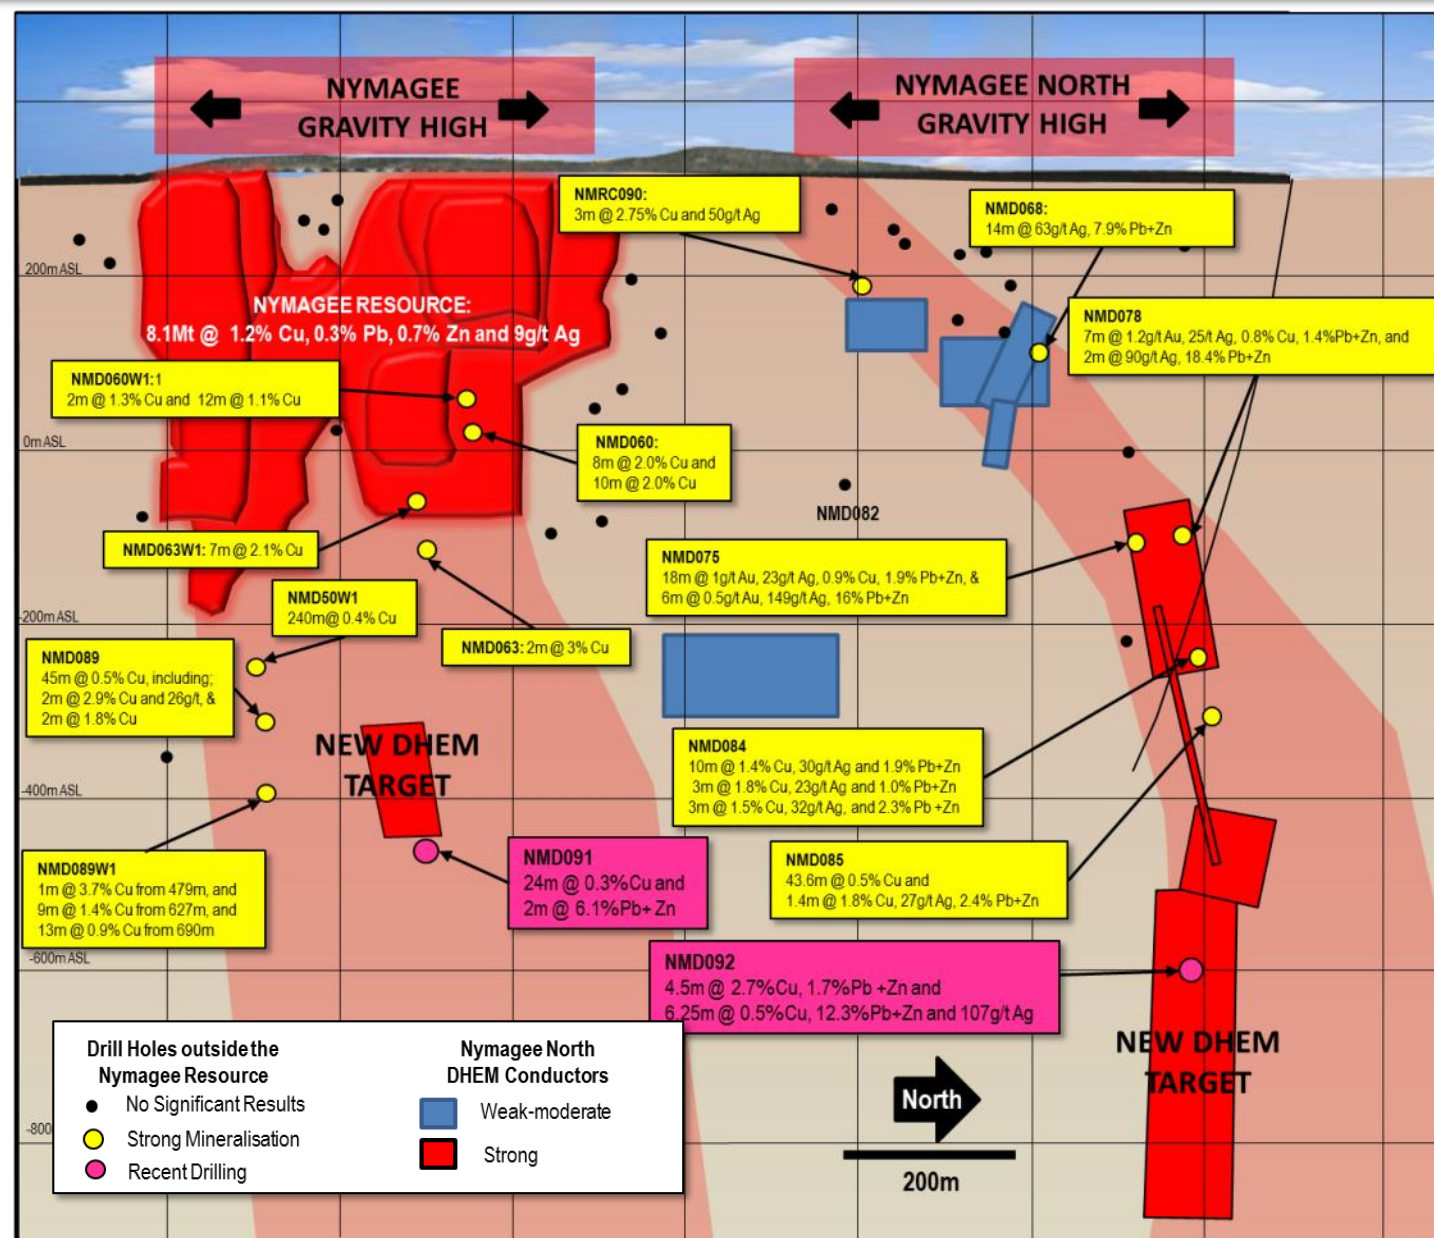 NYMAGEE
GRAVITY HIGH
NYMAGEE NORTH
GRAVITY HIGH
NMRC090:
3m @ 2.75% Cu and 50g/t Ag
NMD068:
14m @ 63g/t Ag, 7.9% Pb+Zn
200m ASL
NYMAGEE RESOURCE:
8.1Mt @ 1.2% Cu, 0.3% Pb, 0.7% Zn and 9g/t Ag
NMD078
7m @ 1.2g/t Au, 25/t Ag, 0.8% Cu, 1.4%Pb+Zn, and
2m @ 90g/t Ag, 18.4% Pb+Zn
NMD060W1:1
2m @ 1.3% Cu and 12m @ 1.1% Cu
0m ASL
NMD060:
8m @ 2.0% Cu and
10m @ 2.0% Cu
NMD082
NMD063W1: 7m @ 2.1% Cu
NMD075
18m @ 1g/t Au, 23g/t Ag, 0.9% Cu, 1.9% Pb+Zn, &
6m @ 0.5g/t Au, 149g/t Ag, 16% Pb+Zn
NMD50W1
240m@ 0.4% Cu
-200m ASL
NMD063: 2m @ 3% Cu
NMD089
45m @ 0.5% Cu, including;
2m @ 2.9% Cu and 26g/t, &
2m @ 1.8% Cu
NEW DHEM
TARGET
NMD084
10m @ 1.4% Cu, 30g/t Ag and 1.9% Pb+Zn
3m @ 1.8% Cu, 23g/t Ag and 1.0% Pb+Zn
3m @ 1.5% Cu, 32g/t Ag, and 2.3% Pb +Zn
-400m ASL
NMD089W1
1m @ 3.7% Cu from 479m, and
9m @ 1.4% Cu from 627m, and
13m @ 0.9% Cu from 690m
NMD091
24m @ 0.3%Cu and
2m @ 6.1%Pb+ Zn
NMD085
43.6m @ 0.5% Cu and
1.4m @ 1.8% Cu, 27g/t Ag, 2.4% Pb+Zn
-600m ASL
NMD092
4.5m @ 2.7%Cu, 1.7%Pb +Zn and
6.25m @ 0.5%Cu, 12.3%Pb+Zn and 107g/t Ag
NEW DHEM
TARGET
-800
Drill Holes outside the
Nymagee Resource
No Significant Results
Strong Mineralisation
Recent Drilling
Nymagee North
DHEM Conductors
Weak-moderate
Strong
North
200m